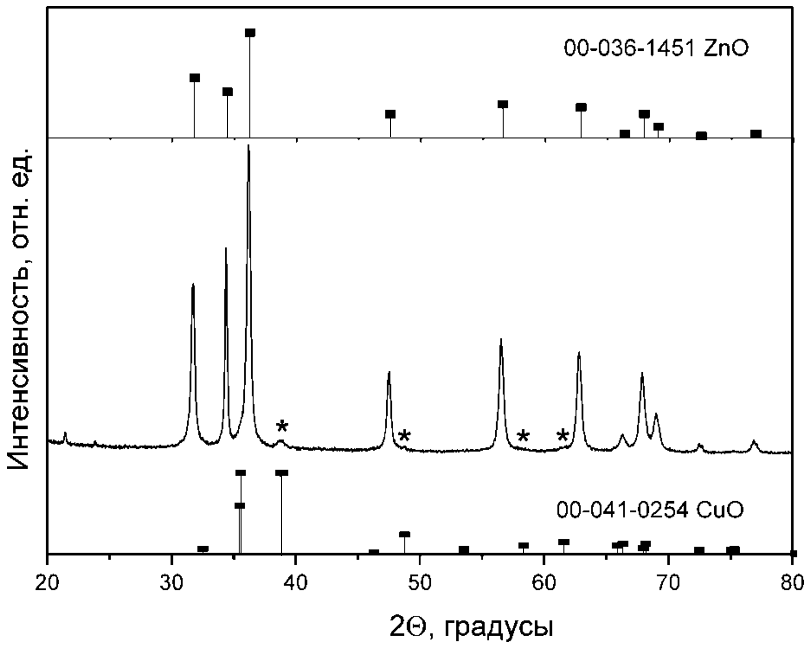 00-036-1451 ZnO
Интенсивность, отн. ед.
* * * *
00-041-0254 CuO
20 30 40 50 60 70 80
2Θ, градусы